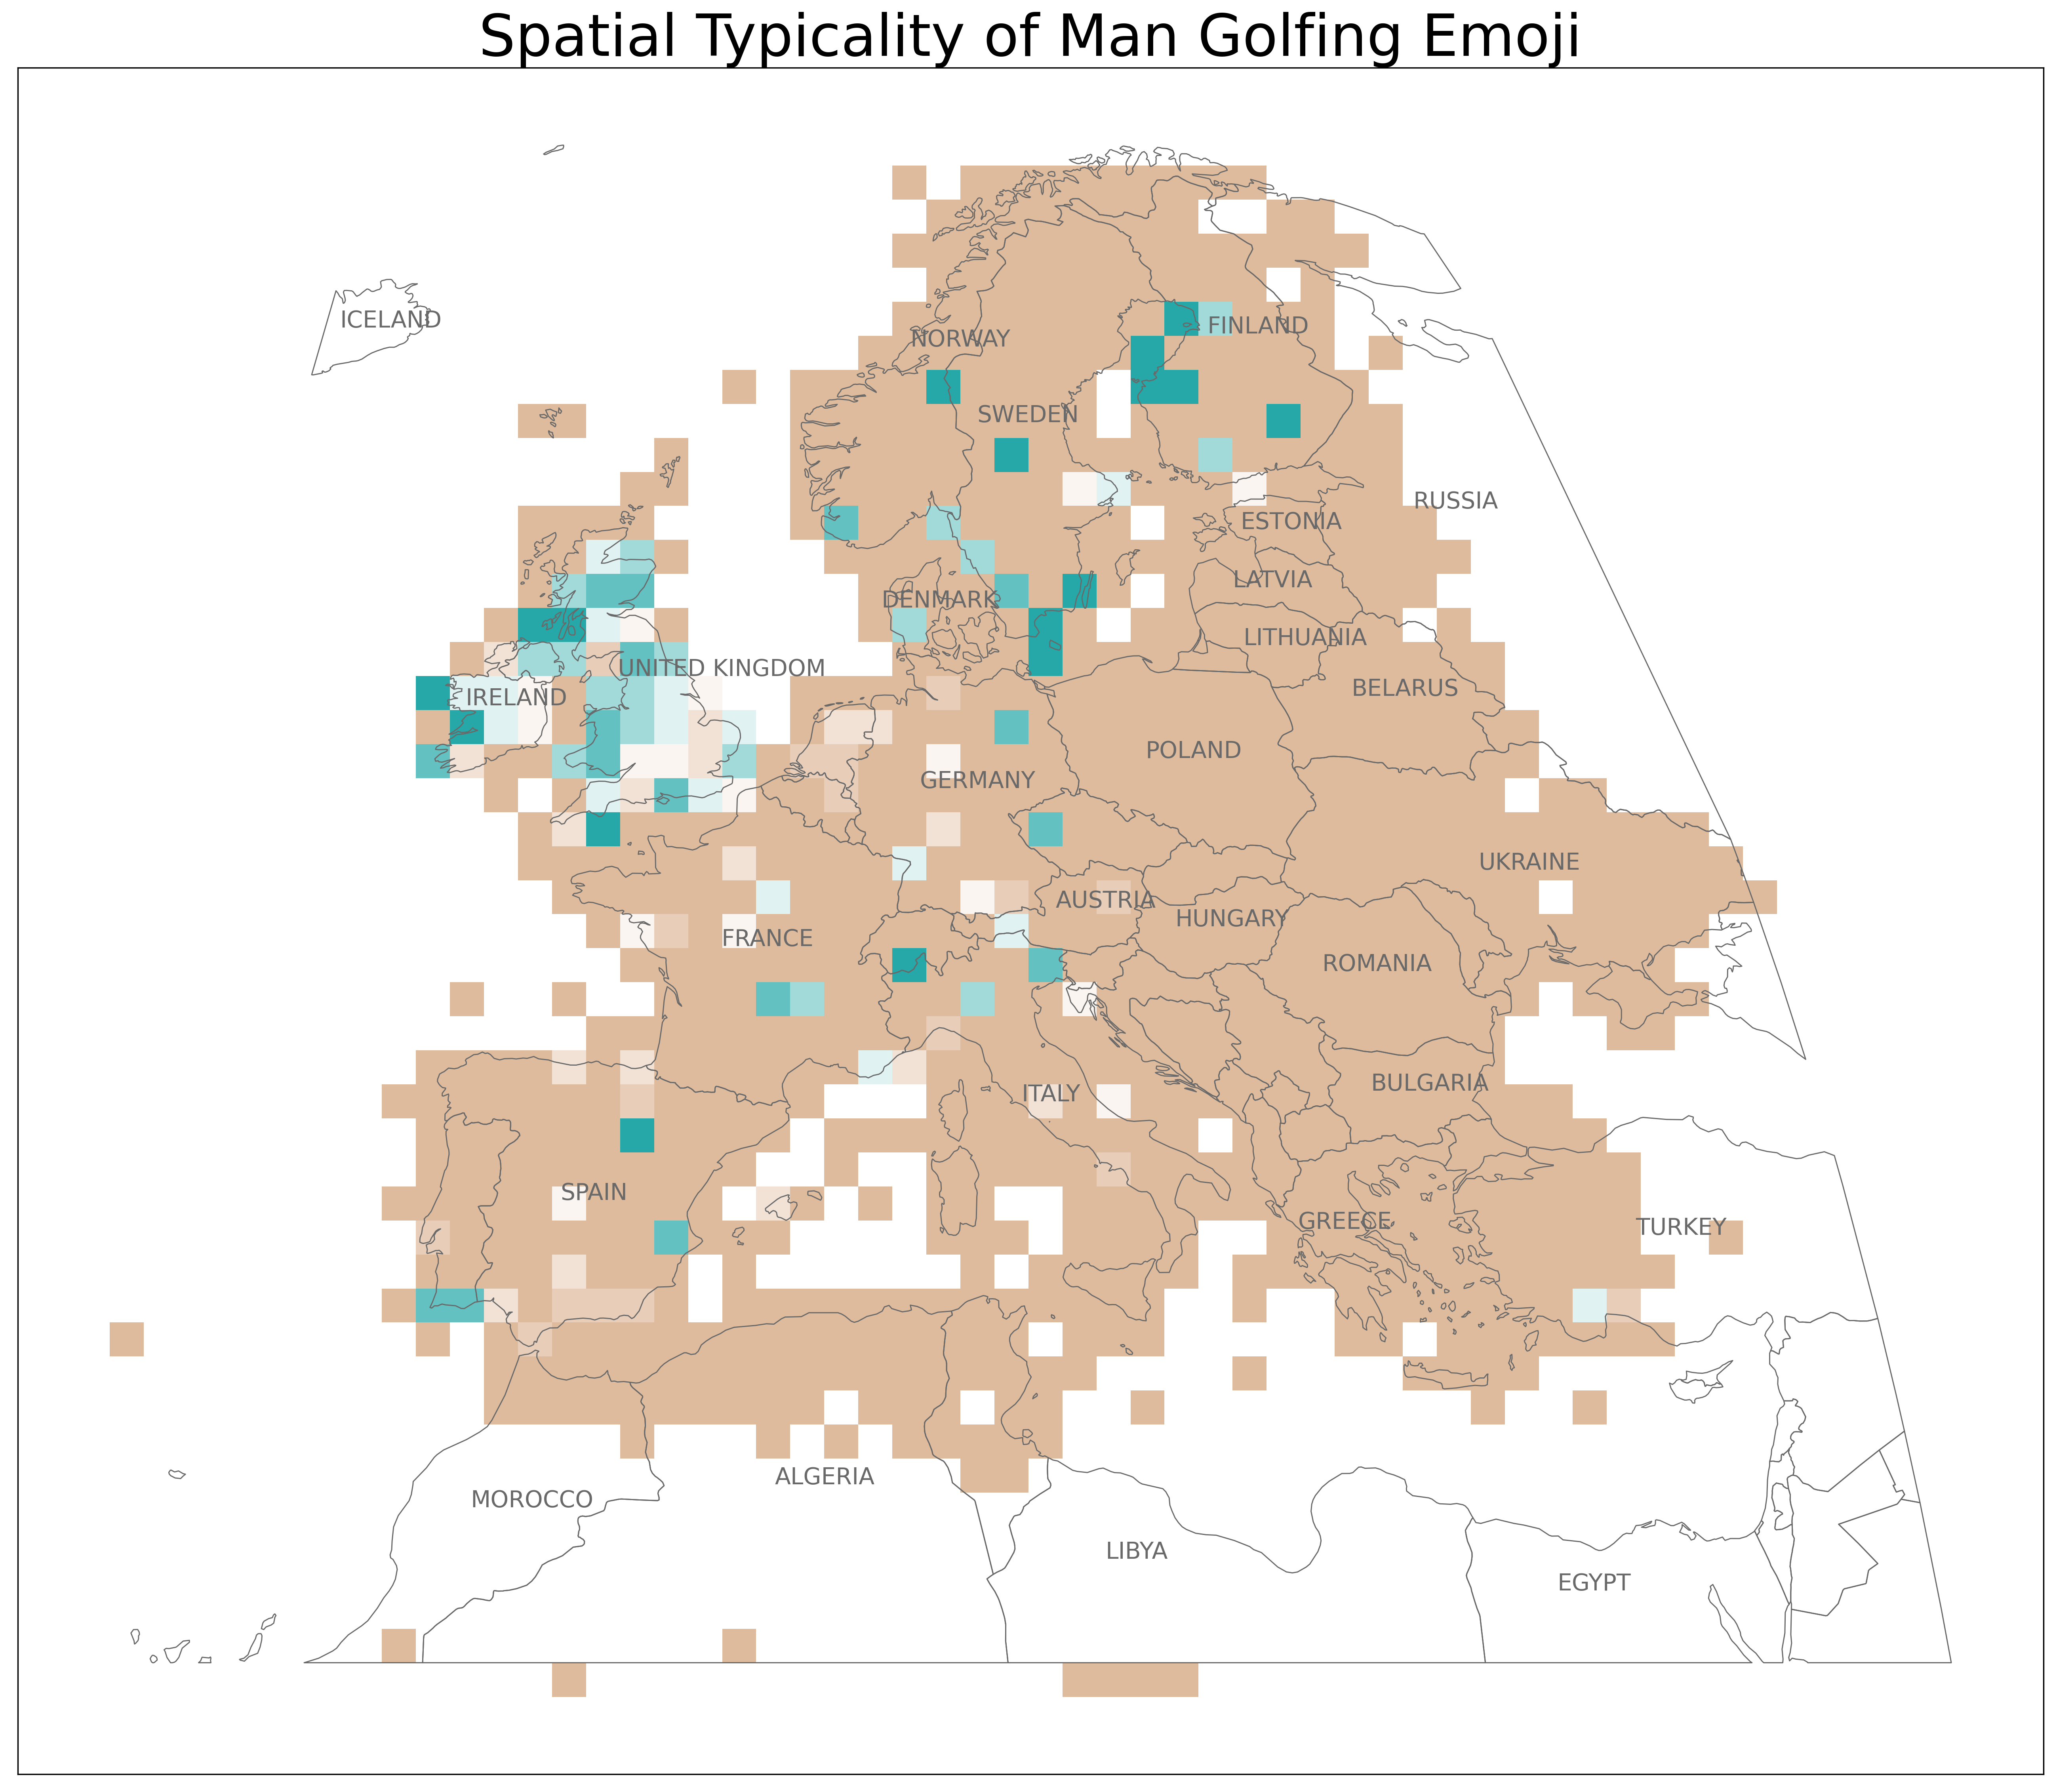 Spatial Typicality of Man Golfing Emoji
ICELAND
FINLAND
NORWAY
SWEDEN
RUSSIA
ESTONIA
LATVIA
DENMARK
LITHUANIA
UNITED KINGDOM
BELARUS
IRELAND
POLAND
GERMANY
UKRAINE
AUSTRIA
HUNGARY
FRANCE
ROMANIA
BULGARIA
ITALY
SPAIN
GREECE
TURKEY
ALGERIA
MOROCCO
LIBYA
EGYPT